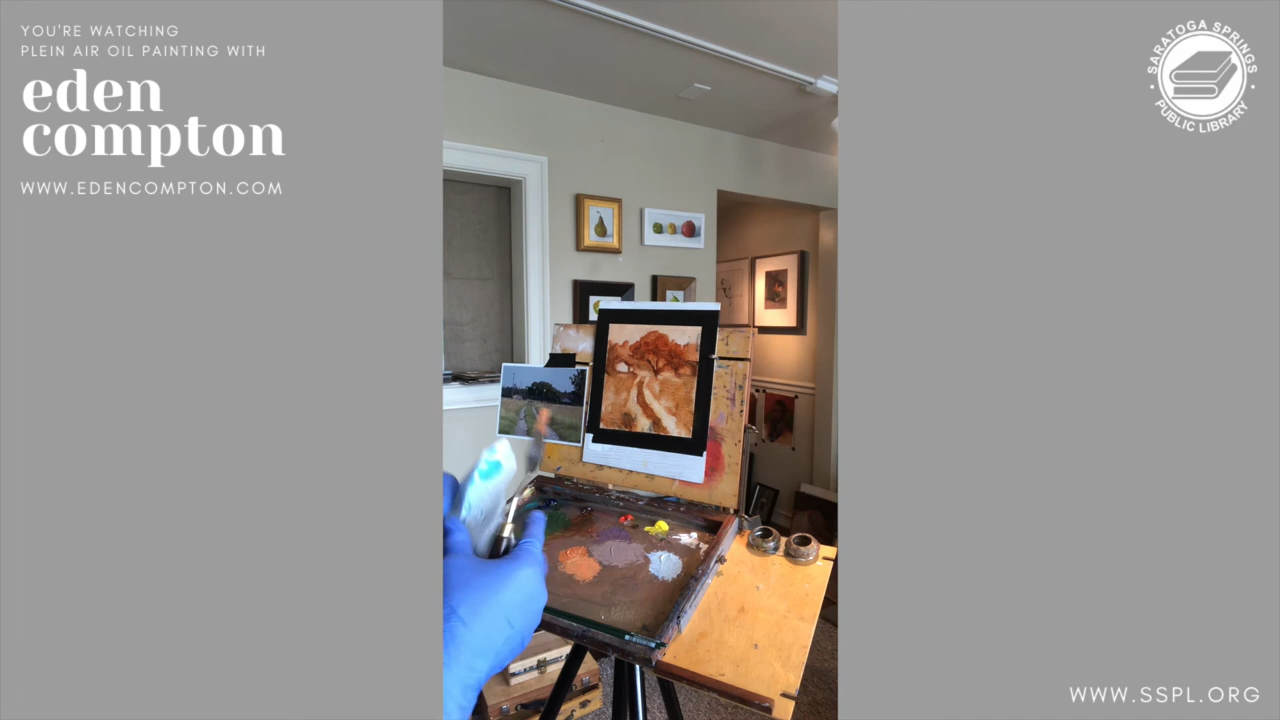 YOU'RE WATCHING
PLEIN AIR OIL PAINTING WITH
eden
compton
WWW.EDENCOMPTON.COM
SARATOGA SPRINGS
PUBLIC LIBRARY
WWW.SSPL.ORG